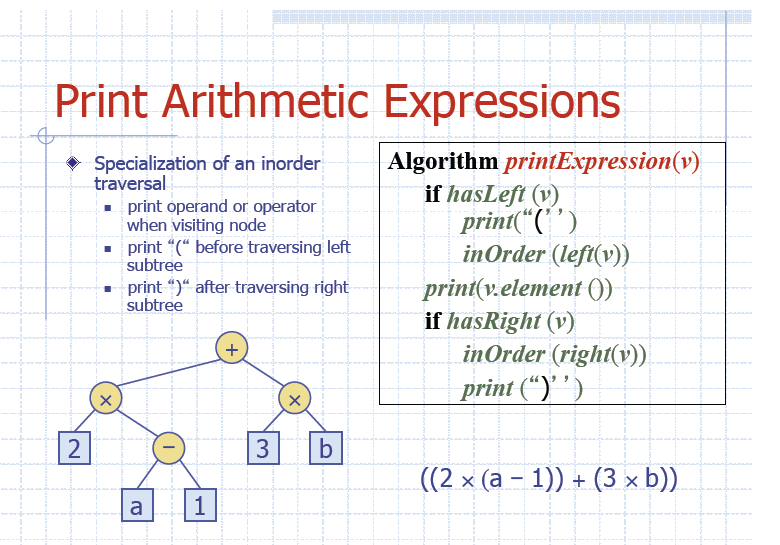 Print Arithmetic Expressions
Specialization of an inorder
traversal
print operand or operator
when visiting node
print “(“ before traversing left
subtree
print “)“ after traversing right
subtree
Algorithm printExpression(v)
if hasLeft (v)
print(“(’’)
inOrder (left(v))
print(v.element ())
if hasRight (v)
inOrder (right(v))
print (“)’’)
+
×
×
2
−
3
b
a
1
((2 × (a − 1)) + (3 × b))